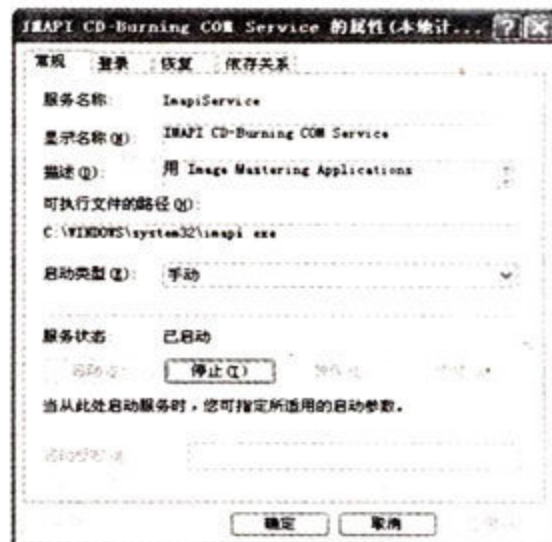 IMAPI CD-Burning COM Service 的属性(本地计...
常规 登录 恢复 依存关系
服务名称: ImapiService
显示名称(N): IMAPI CD-Burning COM Service
描述(D): 用 Image Mastering Applications
可执行文件的路径(H):
C:\WINDOWS\system32\imapi.exe
启动类型(E): 手动
服务状态: 已启动
停止(T)
当从此处启动服务时，您可指定所适用的启动参数。
确定 取消